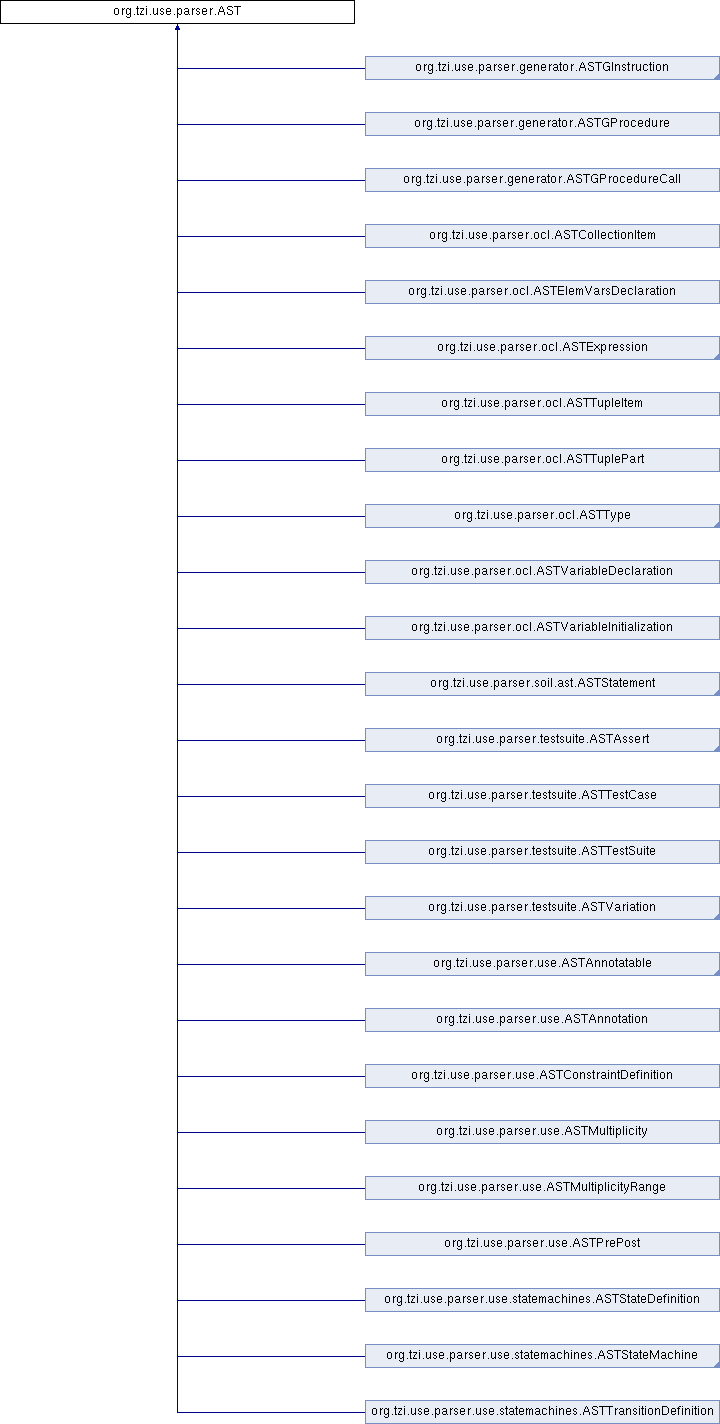 org.tzi.use.parser.AST
org.tzi.use.parser.generator.ASTGInstruction
org.tzi.use.parser.generator.ASTGProcedure
org.tzi.use.parser.generator.ASTGProcedureCall
org.tzi.use.parser.ocl.ASTCollectionItem
org.tzi.use.parser.ocl.ASTElemVarsDeclaration
org.tzi.use.parser.ocl.ASTExpression
org.tzi.use.parser.ocl.ASTTupleItem
org.tzi.use.parser.ocl.ASTTuplePart
org.tzi.use.parser.ocl.ASTType
org.tzi.use.parser.ocl.ASTVariableDeclaration
org.tzi.use.parser.ocl.ASTVariableInitialization
org.tzi.use.parser.soil.ast.ASTStatement
org.tzi.use.parser.testsuite.ASTAssert
org.tzi.use.parser.testsuite.ASTTestCase
org.tzi.use.parser.testsuite.ASTTestSuite
org.tzi.use.parser.testsuite.ASTVariation
org.tzi.use.parser.use.ASTAnnotatable
org.tzi.use.parser.use.ASTAnnotation
org.tzi.use.parser.use.ASTConstraintDefinition
org.tzi.use.parser.use.ASTMultiplicity
org.tzi.use.parser.use.ASTMultiplicityRange
org.tzi.use.parser.use.ASTPrePost
org.tzi.use.parser.use.statemachines.ASTStateDefinition
org.tzi.use.parser.use.statemachines.ASTStateMachine
org.tzi.use.parser.use.statemachines.ASTTransitionDefinition